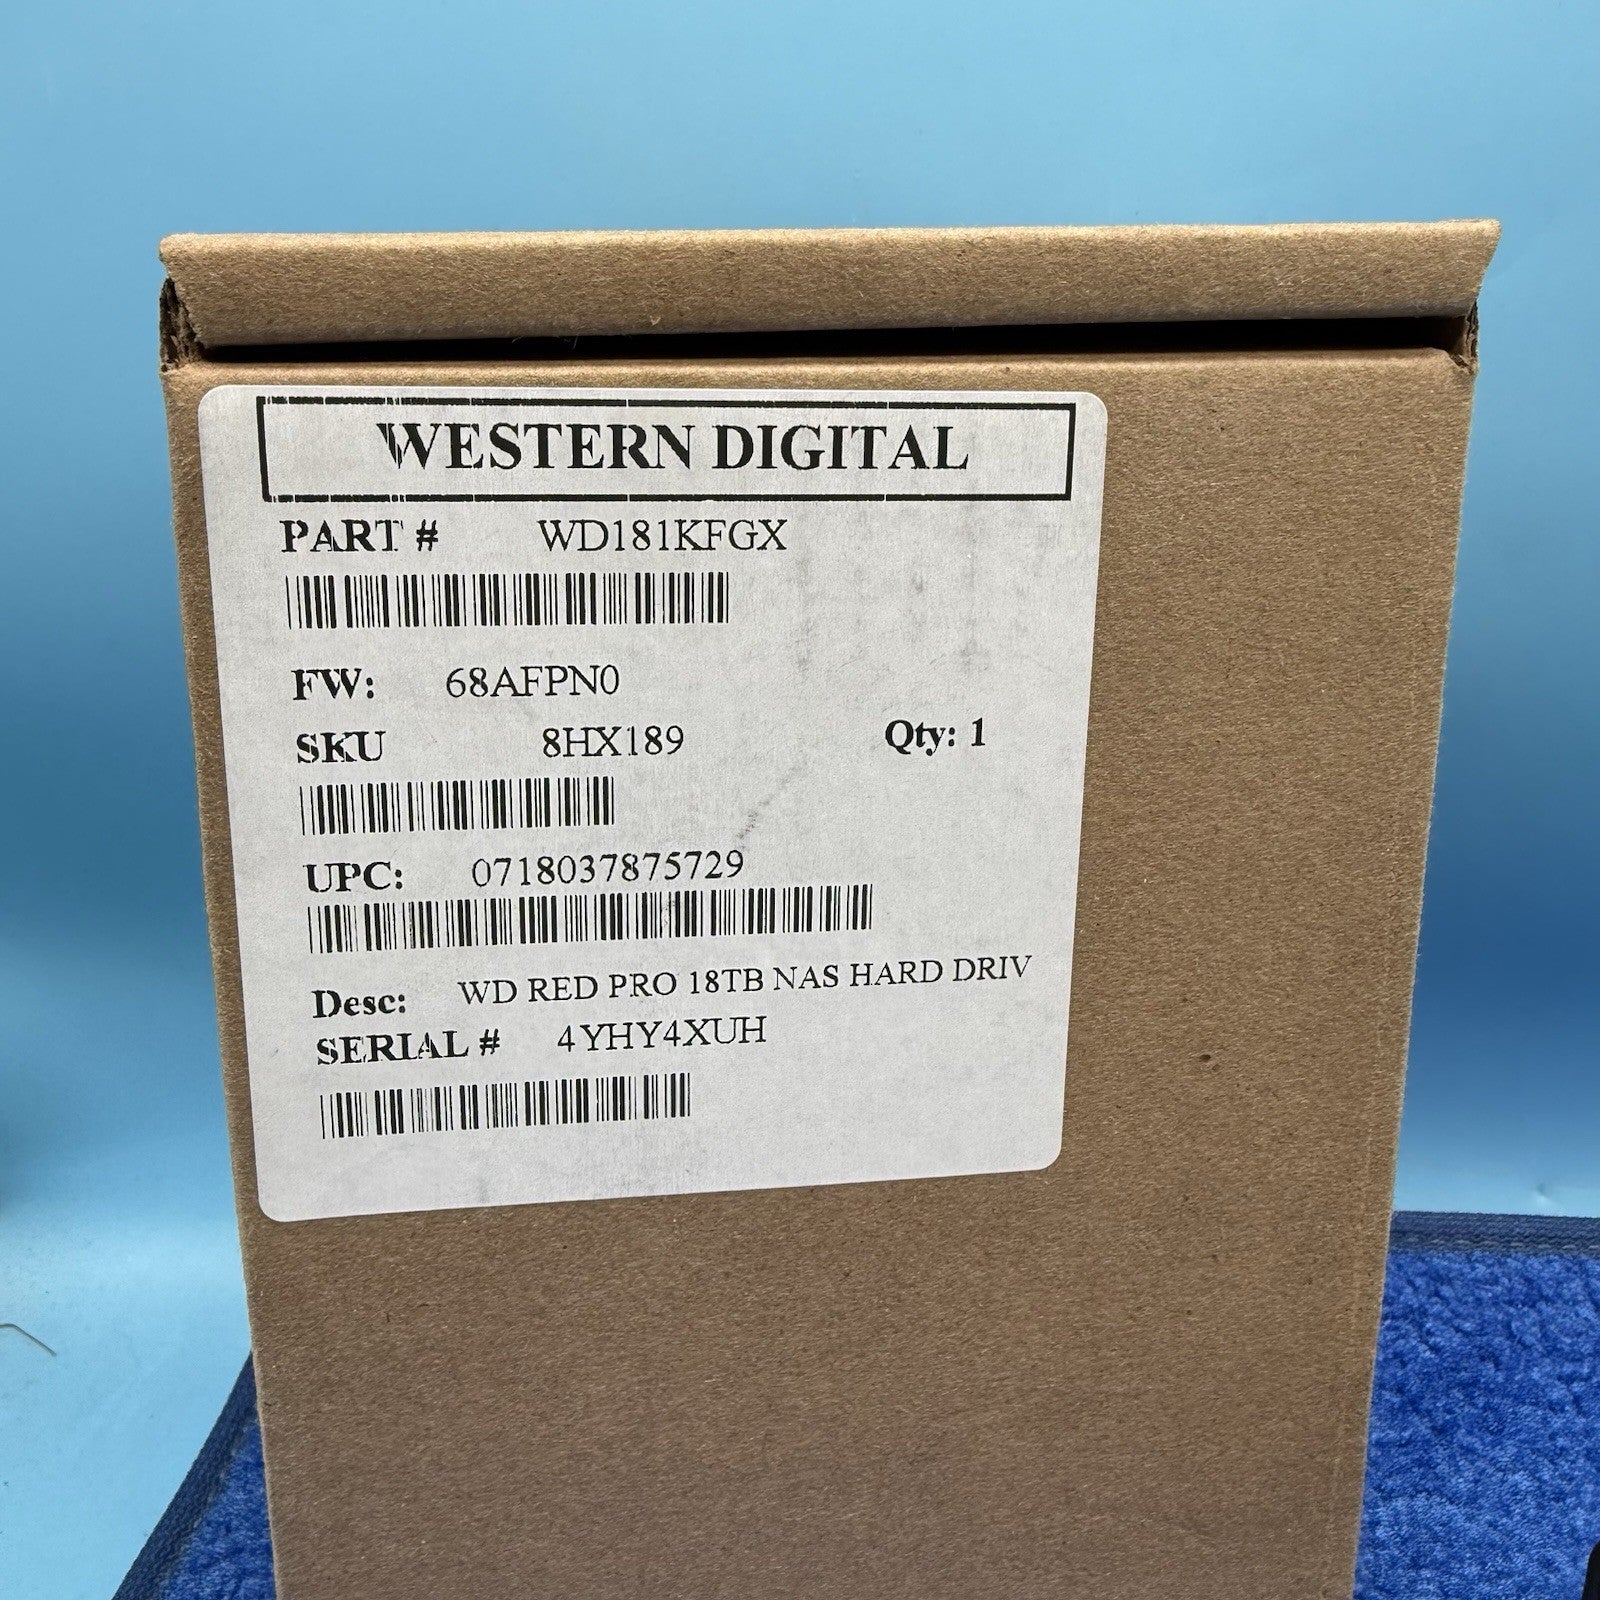 WESTERN DIGITAL
PART # WD181KFGX
FW: 68AFPN0
SKU 8HX189 Qty: 1
UPC: 0718037875729
Desc: WD RED PRO 18TB NAS HARD DRIV
SERIAL # 4YHY4XUH